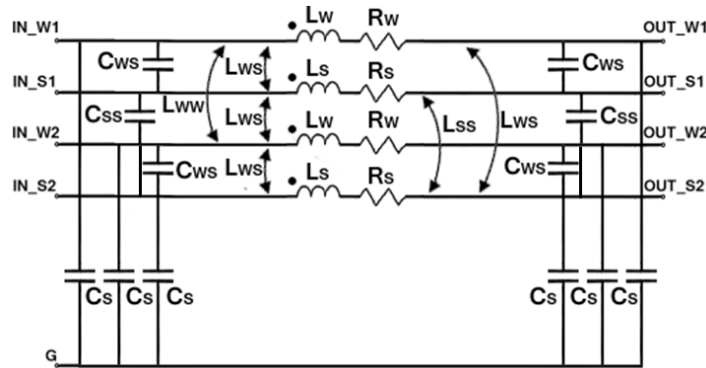 IN_W1 LW RW OUT_W1
CWS LWS CWS
IN_S1 LS RS OUT_S1
CSS LWW LWS LSS LWS CSS
IN_W2 LW RW OUT_W2
CWS LWS CWS
IN_S2 LS RS OUT_S2
CS CS CS CS CS CS
G